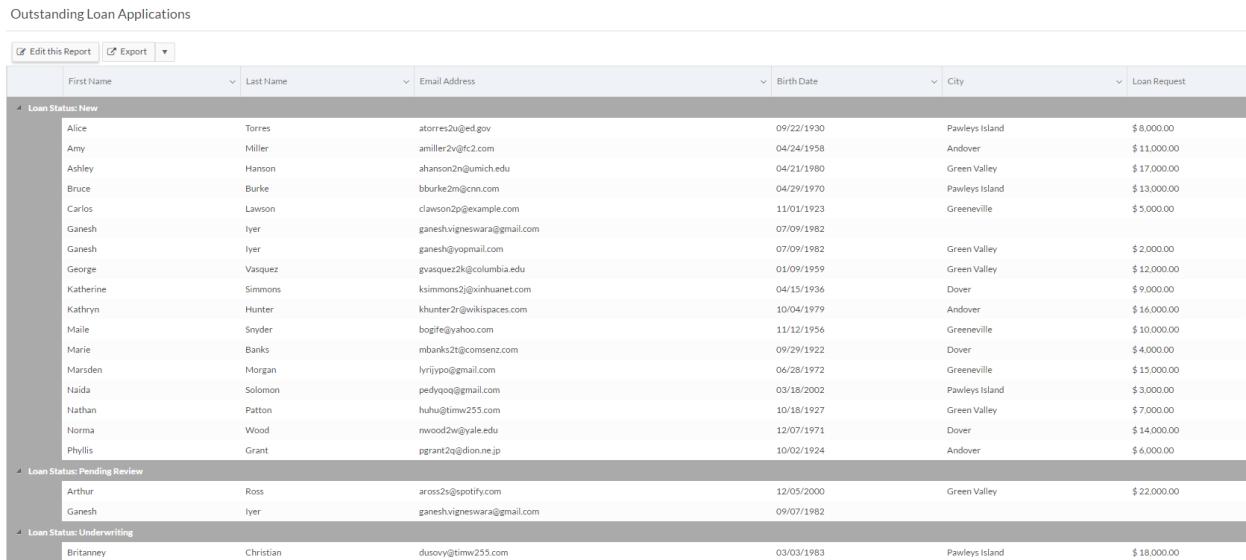 Outstanding Loan Applications
Edit this Report Export
First Name Last Name Email Address Birth Date City Loan Request
Loan Status: New
Alice Torres atorres2u@ed.gov 09/22/1930 Pawleys Island $ 8,000.00
Amy Miller amiller2v@fc2.com 04/24/1958 Andover $ 11,000.00
Ashley Hanson ahanson2n@umich.edu 04/21/1980 Green Valley $ 17,000.00
Bruce Burke bburke2m@cnn.com 04/29/1970 Pawleys Island $ 13,000.00
Carlos Lawson clawson2p@example.com 11/01/1923 Greeneville $ 5,000.00
Ganesh Iyer ganesh.vigneswara@gmail.com 07/09/1982
Ganesh Iyer ganesh@yopmail.com 07/09/1982 Green Valley $ 2,000.00
George Vasquez gvasquez2k@columbia.edu 01/09/1959 Green Valley $ 12,000.00
Katherine Simmons ksimmons2j@xinhuanet.com 04/15/1936 Dover $ 9,000.00
Kathryn Hunter khunter2r@wikispaces.com 10/04/1979 Andover $ 16,000.00
Maile Snyder bogife@yahoo.com 11/12/1956 Greeneville $ 10,000.00
Marie Banks mbanks2t@comsenz.com 09/29/1922 Dover $ 4,000.00
Marsden Morgan lyrijypo@gmail.com 06/28/1972 Greeneville $ 15,000.00
Naida Solomon pedyqoq@gmail.com 03/18/2002 Pawleys Island $ 3,000.00
Nathan Patton huhu@timw255.com 10/18/1927 Green Valley $ 7,000.00
Norma Wood nwood2w@yale.edu 12/07/1971 Dover $ 14,000.00
Phyllis Grant pgrant2q@dion.ne.jp 10/02/1924 Andover $ 6,000.00
Loan Status: Pending Review
Arthur Ross aross2s@spotify.com 12/05/2000 Green Valley $ 22,000.00
Ganesh Iyer ganesh.vigneswara@gmail.com 09/07/1982
Loan Status: Underwriting
Britanney Christian dusovy@timw255.com 03/03/1983 Pawleys Island $ 18,000.00